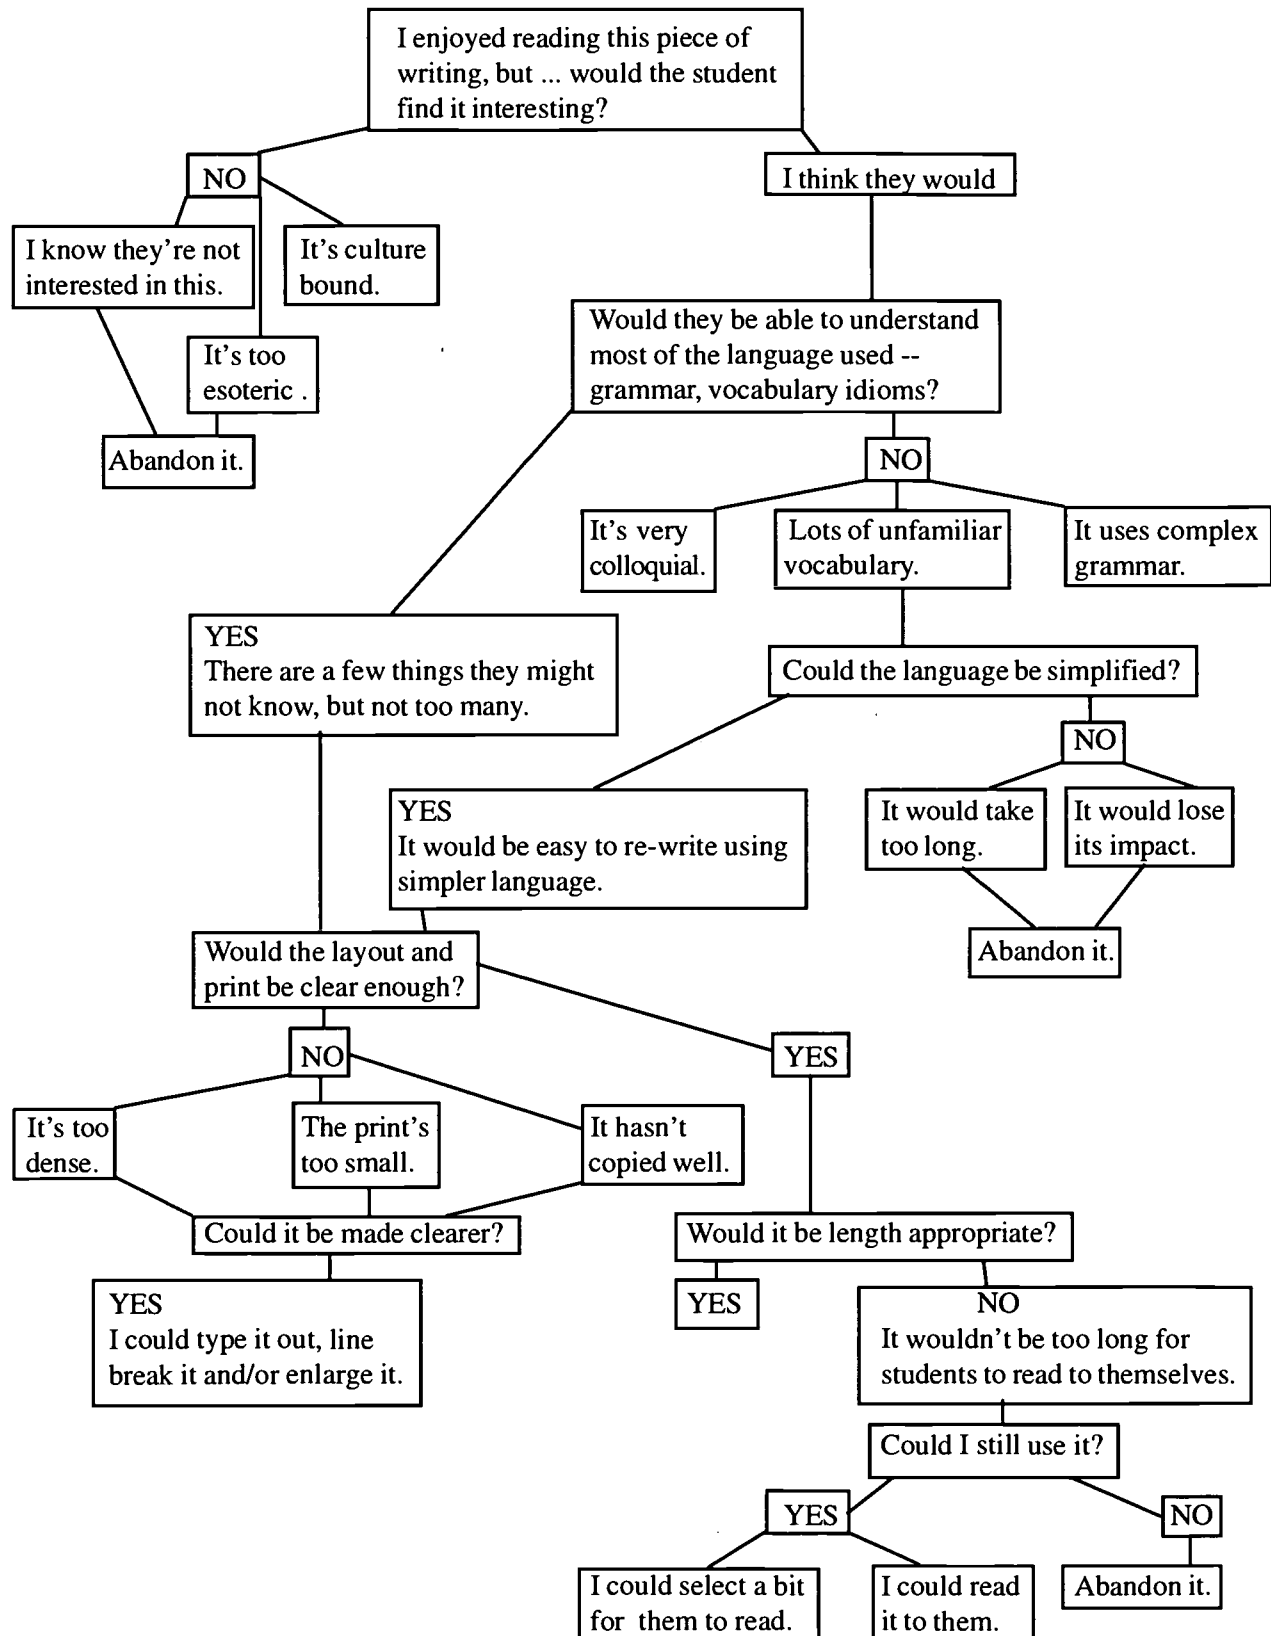 I enjoyed reading this piece of
writing, but ... would the student
find it interesting?
NO
I think they would
I know they're not
interested in this.
It's culture
bound.
It's too
esoteric .
Abandon it.
Would they be able to understand
most of the language used --
grammar, vocabulary idioms?
NO
It's very
colloquial.
Lots of unfamiliar
vocabulary.
It uses complex
grammar.
YES
There are a few things they might
not know, but not too many.
Could the language be simplified?
NO
YES
It would be easy to re-write using
simpler language.
It would take
too long.
It would lose
its impact.
Abandon it.
Would the layout and
print be clear enough?
NO
YES
It's too
dense.
The print's
too small.
It hasn't
copied well.
Could it be made clearer?
Would it be length appropriate?
YES
I could type it out, line
break it and/or enlarge it.
YES
NO
It wouldn't be too long for
students to read to themselves.
Could I still use it?
YES
NO
I could select a bit
for them to read.
I could read
it to them.
Abandon it.